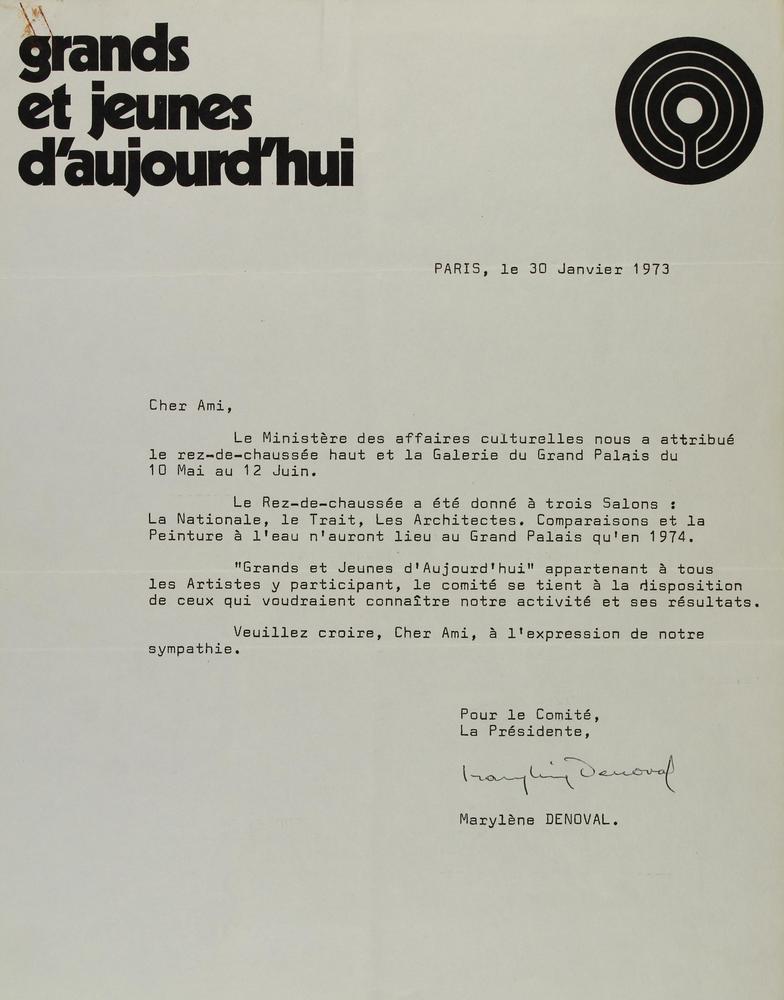 grands
et jeunes
d'aujourd'hui
PARIS, le 30 Janvier 1973
Cher Ami,
Le Ministère des affaires culturelles nous a attribué
le rez-de-chaussée haut et la Galerie du Grand Palais du
10 Mai au 12 Juin.
Le Rez-de-chaussée a été donné à trois Salons :
La Nationale, le Trait, Les Architectes. Comparaisons et la
Peinture à l'eau n'auront lieu au Grand Palais qu'en 1974.
"Grands et Jeunes d'Aujourd'hui" appartenant à tous
les Artistes y participant, le comité se tient à la disposition
de ceux qui voudraient connaître notre activité et ses résultats.
Veuillez croire, Cher Ami, à l'expression de notre
sympathie.
Pour le Comité,
La Présidente,
Marylène Denoval
Marylène DENOVAL.